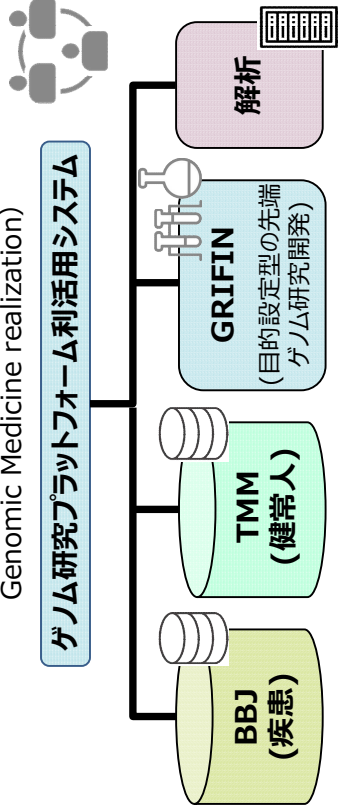 Genomic Medicine realization)
ゲノム研究プラットフォーム利活用システム
BBJ
(疾患)
TMM
(健常人)
GRIFIN
(目的設定型の先端
ゲノム研究開発)
解析